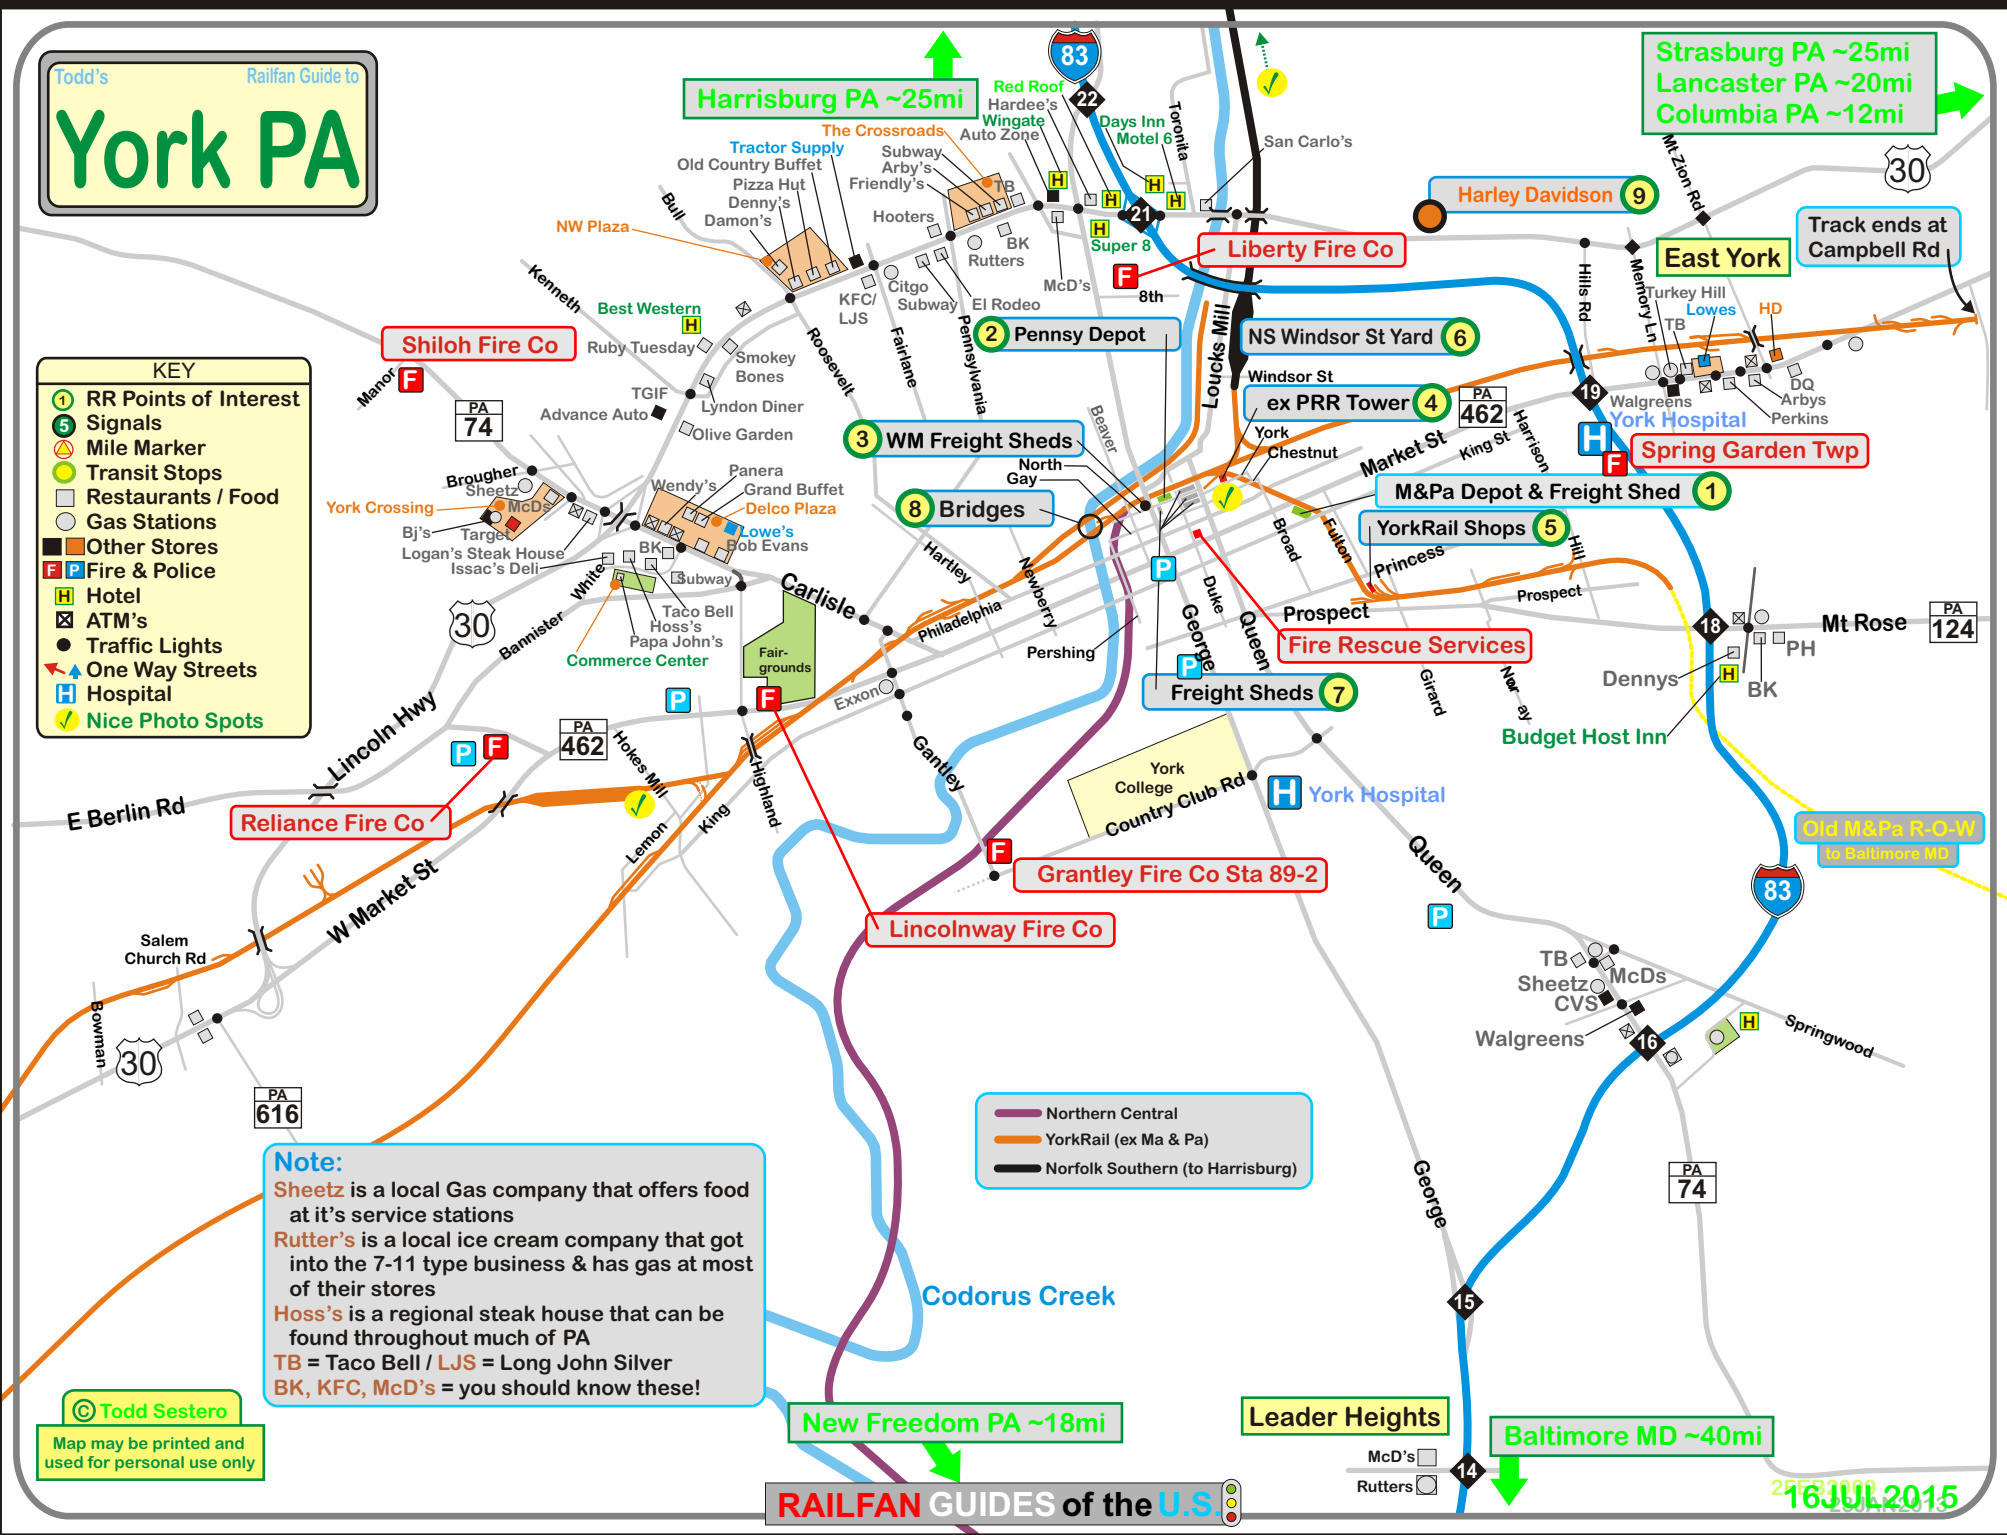 Todd's
Railfan Guide to
York PA
Harrisburg PA ~25mi
83
22
Strasburg PA ~25mi
Lancaster PA ~20mi
Columbia PA ~12mi
30
Red Roof
Hardee's
Wingate
Auto Zone
Days Inn
Motel 6
Toronita
San Carlo's
The Crossroads
Subway
Arby's
Friendly's
TB
Tractor Supply
Old Country Buffet
Pizza Hut
Denny's
Damon's
NW Plaza
Bull
Hooters
BK
Rutters
Citgo
Subway
El Rodeo
KFC/
LJS
McD's
Super 8
21
8th
Liberty Fire Co
Mt Zion Rd
Harley Davidson 9
East York
Track ends at
Campbell Rd
Hills Rd
Memory Ln
Turkey Hill
TB
Lowes
HD
DQ
Arbys
Perkins
Walgreens
York Hospital
19
Kenneth
Best Western
Ruby Tuesday
Smokey
Bones
TGIF
Advance Auto
Lyndon Diner
Olive Garden
Roosevelt
Fairlane
Pennsylvania
2 Pennsy Depot
Loucks Mill
NS Windsor St Yard 6
Windsor St
ex PRR Tower 4
PA
462
York
Chestnut
Market St
King St
Harrison
Spring Garden Twp
M&Pa Depot & Freight Shed 1
YorkRail Shops 5
3 WM Freight Sheds
North
Gay
8 Bridges
Beaver
Shiloh Fire Co
Manor
PA
74
KEY
1 RR Points of Interest
5 Signals
Mile Marker
Transit Stops
Restaurants / Food
Gas Stations
Other Stores
F P Fire & Police
H Hotel
ATM's
Traffic Lights
One Way Streets
H Hospital
Nice Photo Spots
Brougher
Sheetz
York Crossing
McDs
Bj's
Target
Logan's Steak House
Issac's Deli
Wendy's
Panera
Grand Buffet
Delco Plaza
Lowe's
Bob Evans
BK
Subway
White
Taco Bell
Hoss's
Papa John's
Commerce Center
30
Bannister
Carlisle
Fair-
grounds
Hartley
Newberry
Philadelphia
Pershing
Exxon
Broad
Fulton
Princess
Hill
Prospect
Prospect
Duke
George
Queen
Girard
Fire Rescue Services
Freight Sheds 7
18
Mt Rose
PA
124
PH
BK
Dennys
Budget Host Inn
Lincoln Hwy
E Berlin Rd
PA
462
Hokes Mill
Reliance Fire Co
Highland
Lemon
King
Gantley
York
College
Country Club Rd
York Hospital
Grantley Fire Co Sta 89-2
Lincolnway Fire Co
Queen
Old M&Pa R-O-W
to Baltimore MD
83
W Market St
Salem
Church Rd
Bowman
30
PA
616
TB
McDs
Sheetz
CVS
Walgreens
16
Springwood
Northern Central
YorkRail (ex Ma & Pa)
Norfolk Southern (to Harrisburg)
George
PA
74
Note:
Sheetz is a local Gas company that offers food
at it's service stations
Rutter's is a local ice cream company that got
into the 7-11 type business & has gas at most
of their stores
Hoss's is a regional steak house that can be
found throughout much of PA
TB = Taco Bell / LJS = Long John Silver
BK, KFC, McD's = you should know these!
Codorus Creek
15
New Freedom PA ~18mi
Leader Heights
Baltimore MD ~40mi
McD's
Rutters
14
© Todd Sestero
Map may be printed and
used for personal use only
RAILFAN GUIDES of the U.S.
16JUL2015